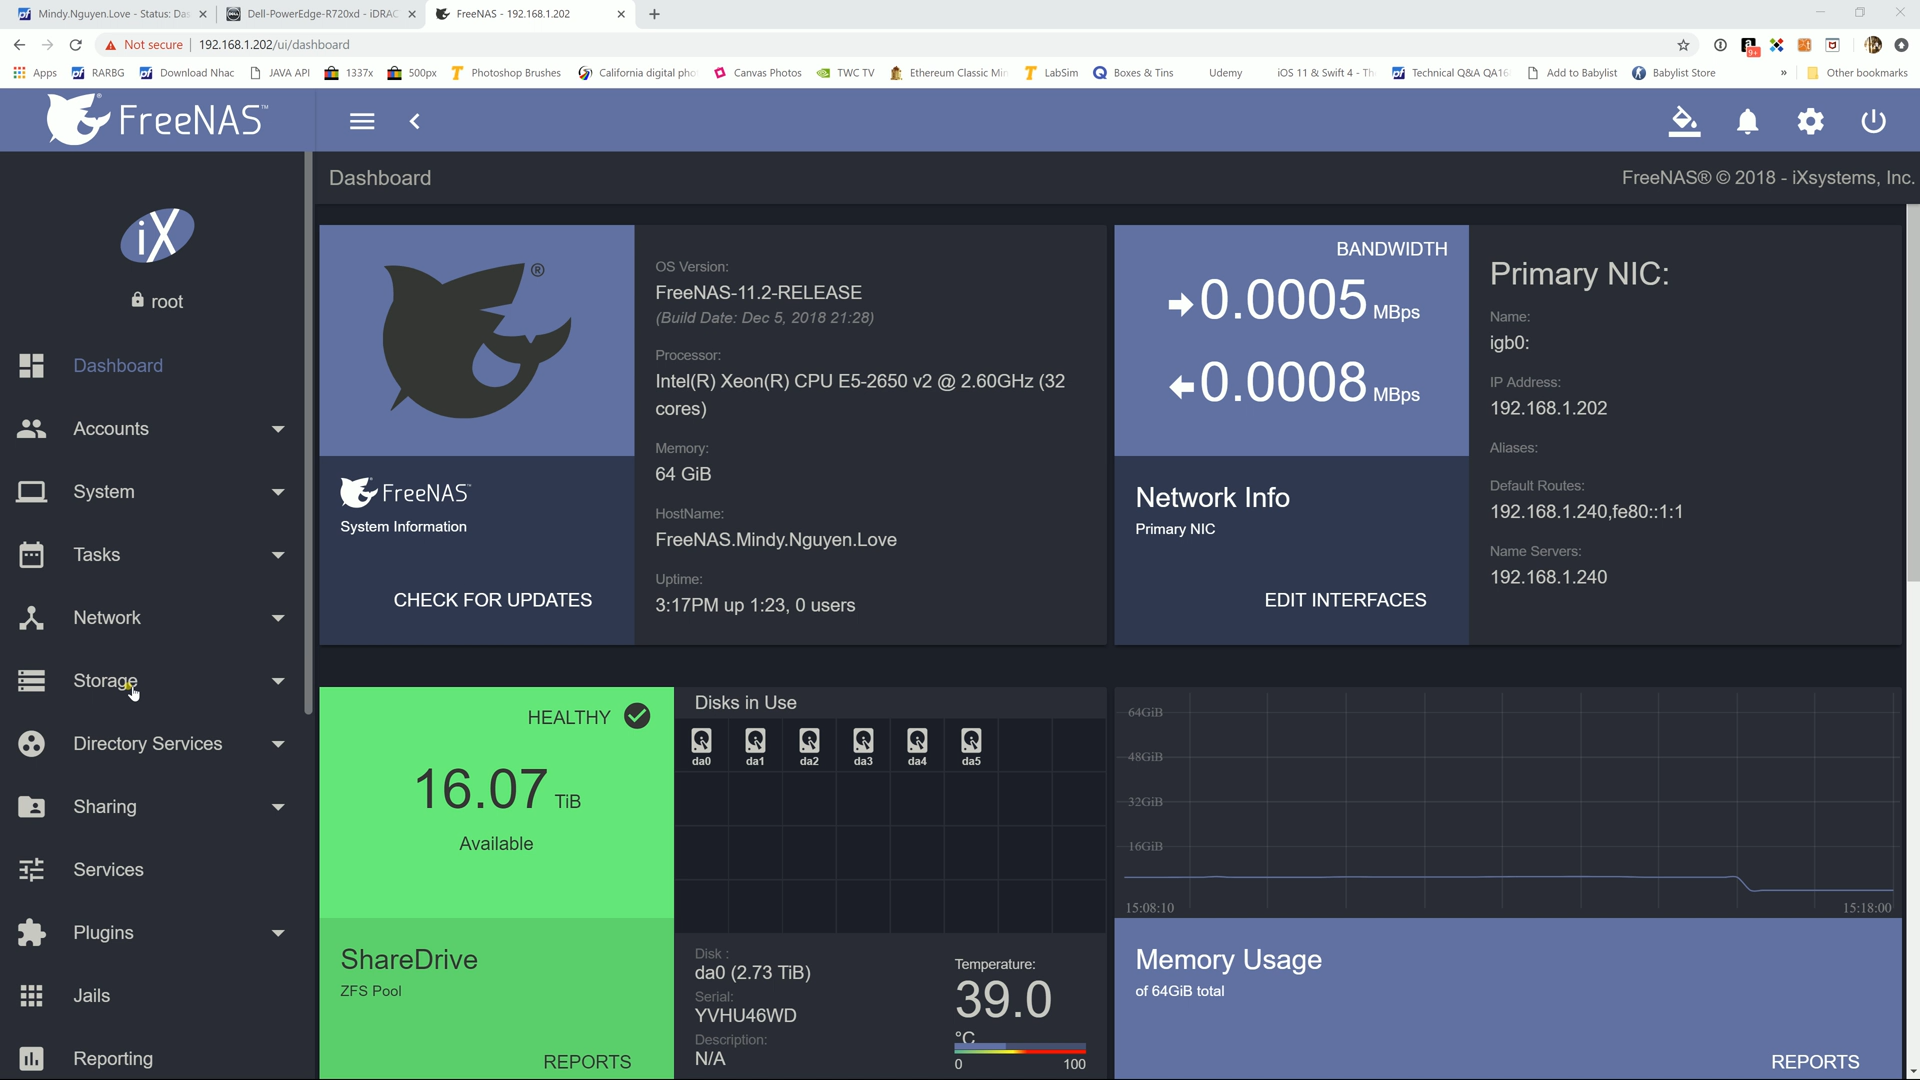 Mindy.Nguyen.Love - Status: Das
Dell-PowerEdge-R720xd - iDRAC
FreeNAS - 192.168.1.202
Not secure
192.168.1.202/ui/dashboard
9+
Apps
RARBG
Download Nhac
JAVA API
1337x
500px
Photoshop Brushes
California digital pho
Canvas Photos
TWC TV
Ethereum Classic Min
LabSim
Boxes & Tins
Udemy
iOS 11 & Swift 4 - Th
Technical Q&A QA16
Add to Babylist
Babylist Store
»
Other bookmarks
FreeNAS™
Dashboard
FreeNAS® © 2018 - iXsystems, Inc.
iX
root
Dashboard
Accounts
System
Tasks
Network
Storage
Directory Services
Sharing
Services
Plugins
Jails
Reporting
®
FreeNAS
System Information
CHECK FOR UPDATES
OS Version:
FreeNAS-11.2-RELEASE
(Build Date: Dec 5, 2018 21:28)
Processor:
Intel(R) Xeon(R) CPU E5-2650 v2 @ 2.60GHz (32
cores)
Memory:
64 GiB
HostName:
FreeNAS.Mindy.Nguyen.Love
Uptime:
3:17PM up 1:23, 0 users
BANDWIDTH
0.0005 MBps
0.0008 MBps
Network Info
Primary NIC
EDIT INTERFACES
Primary NIC:
Name:
igb0:
IP Address:
192.168.1.202
Aliases:
Default Routes:
192.168.1.240,fe80::1:1
Name Servers:
192.168.1.240
HEALTHY
16.07 TiB
Available
ShareDrive
ZFS Pool
REPORTS
Disks in Use
da0 da1 da2 da3 da4 da5
Disk :
da0 (2.73 TiB)
Serial:
YVHU46WD
Description:
N/A
Temperature:
39.0
°C
0 100
64GiB
48GiB
32GiB
16GiB
15:08:10 15:18:00
Memory Usage
of 64GiB total
REPORTS